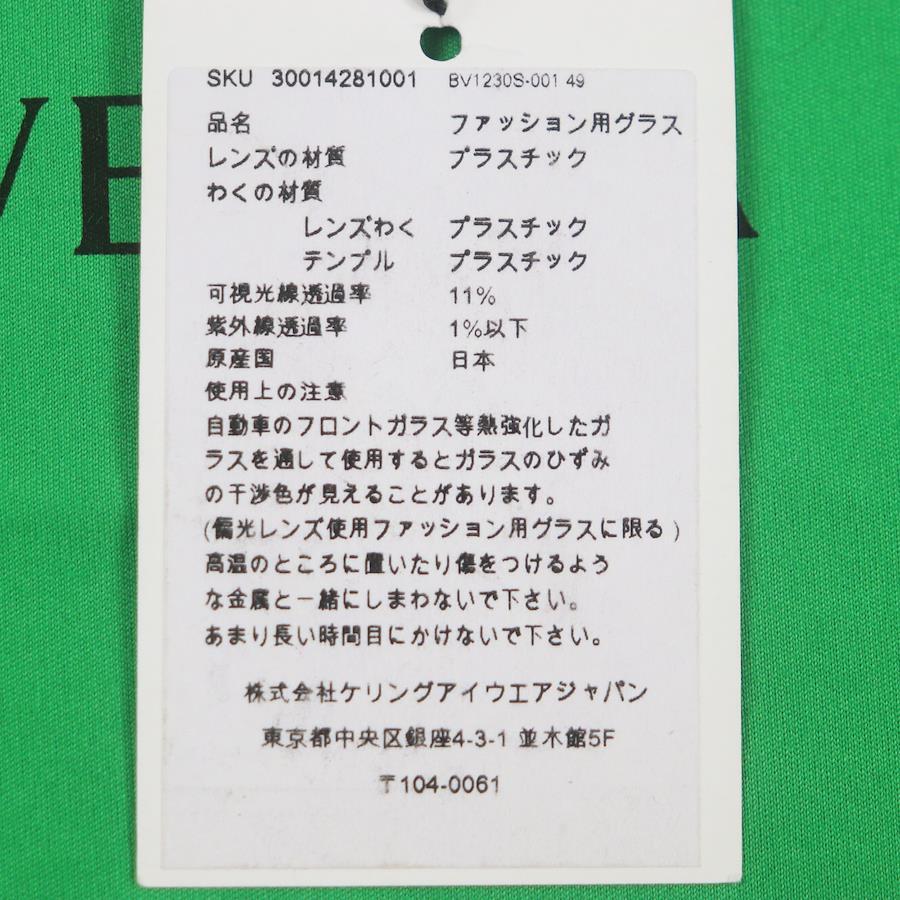 VE A
SKU 30014281001 BV1230S-001 49
品名 ファッション用グラス
レンズの材質 プラスチック
わくの材質
レンズわく プラスチック
テンプル プラスチック
可視光線透過率 11%
紫外線透過率 1%以下
原産国 日本
使用上の注意
自動車のフロントガラス等熱強化したガ
ラスを通して使用するとガラスのひずみ
の干渉色が見えることがあります。
(偏光レンズ使用ファッション用グラスに限る)
高温のところに置いたり傷をつけるよう
な金属と一緒にしまわないで下さい。
あまり長い時間目にかけないで下さい。
株式会社ケリングアイウエアジャパン
東京都中央区銀座4-3-1 並木館5F
〒104-0061